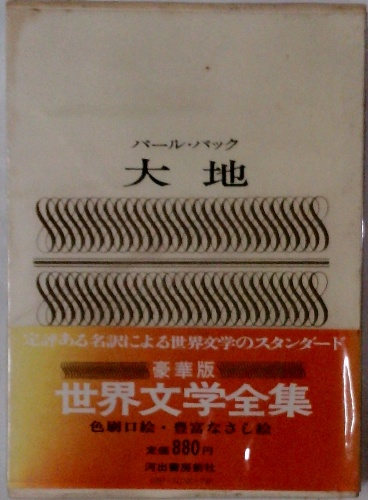 パール・バック
大地
定評ある名訳による世界文学のスタンダード
豪華版
世界文学全集
色刷口絵・豊富なさし絵
定価880円
河出書房新社